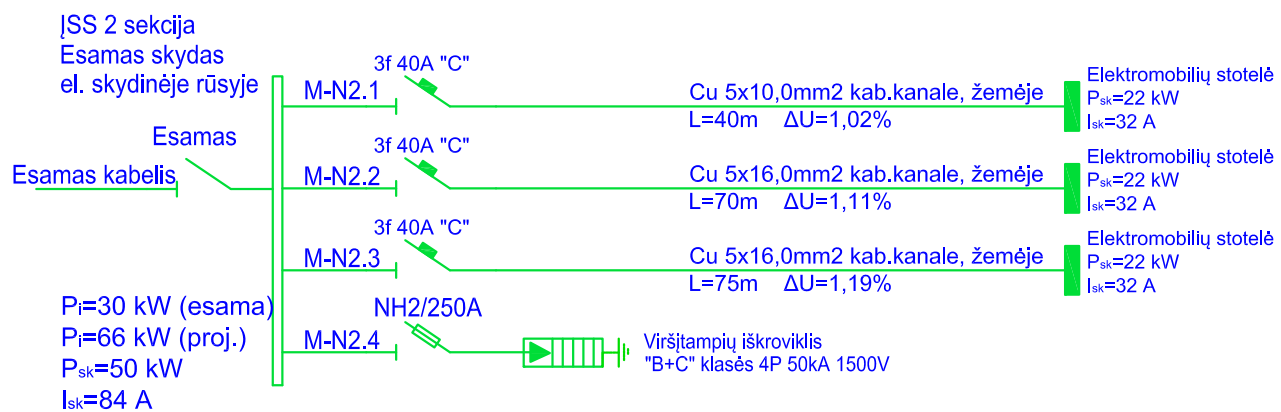 ĮSS 2 sekcija
Esamas skydas
el. skydinėje rūsyje
Esamas
Esamas kabelis
M-N2.1
3f 40A "C"
Cu 5x10,0mm2 kab.kanale, žemėje
L=40m ΔU=1,02%
Elektromobilių stotelė
Psk=22 kW
Isk=32 A
M-N2.2
3f 40A "C"
Cu 5x16,0mm2 kab.kanale, žemėje
L=70m ΔU=1,11%
Elektromobilių stotelė
Psk=22 kW
Isk=32 A
M-N2.3
3f 40A "C"
Cu 5x16,0mm2 kab.kanale, žemėje
L=75m ΔU=1,19%
Elektromobilių stotelė
Psk=22 kW
Isk=32 A
M-N2.4
NH2/250A
Viršįtampių iškroviklis
"B+C" klasės 4P 50kA 1500V
Pi=30 kW (esama)
Pi=66 kW (proj.)
Psk=50 kW
Isk=84 A